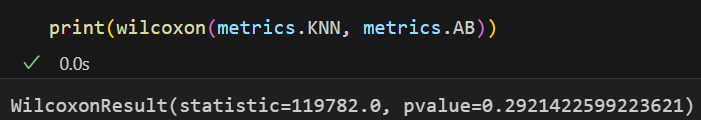 print(wilcoxon(metrics.KNN, metrics.AB))
0.0s
WilcoxonResult(statistic=119782.0, pvalue=0.2921422599223621)